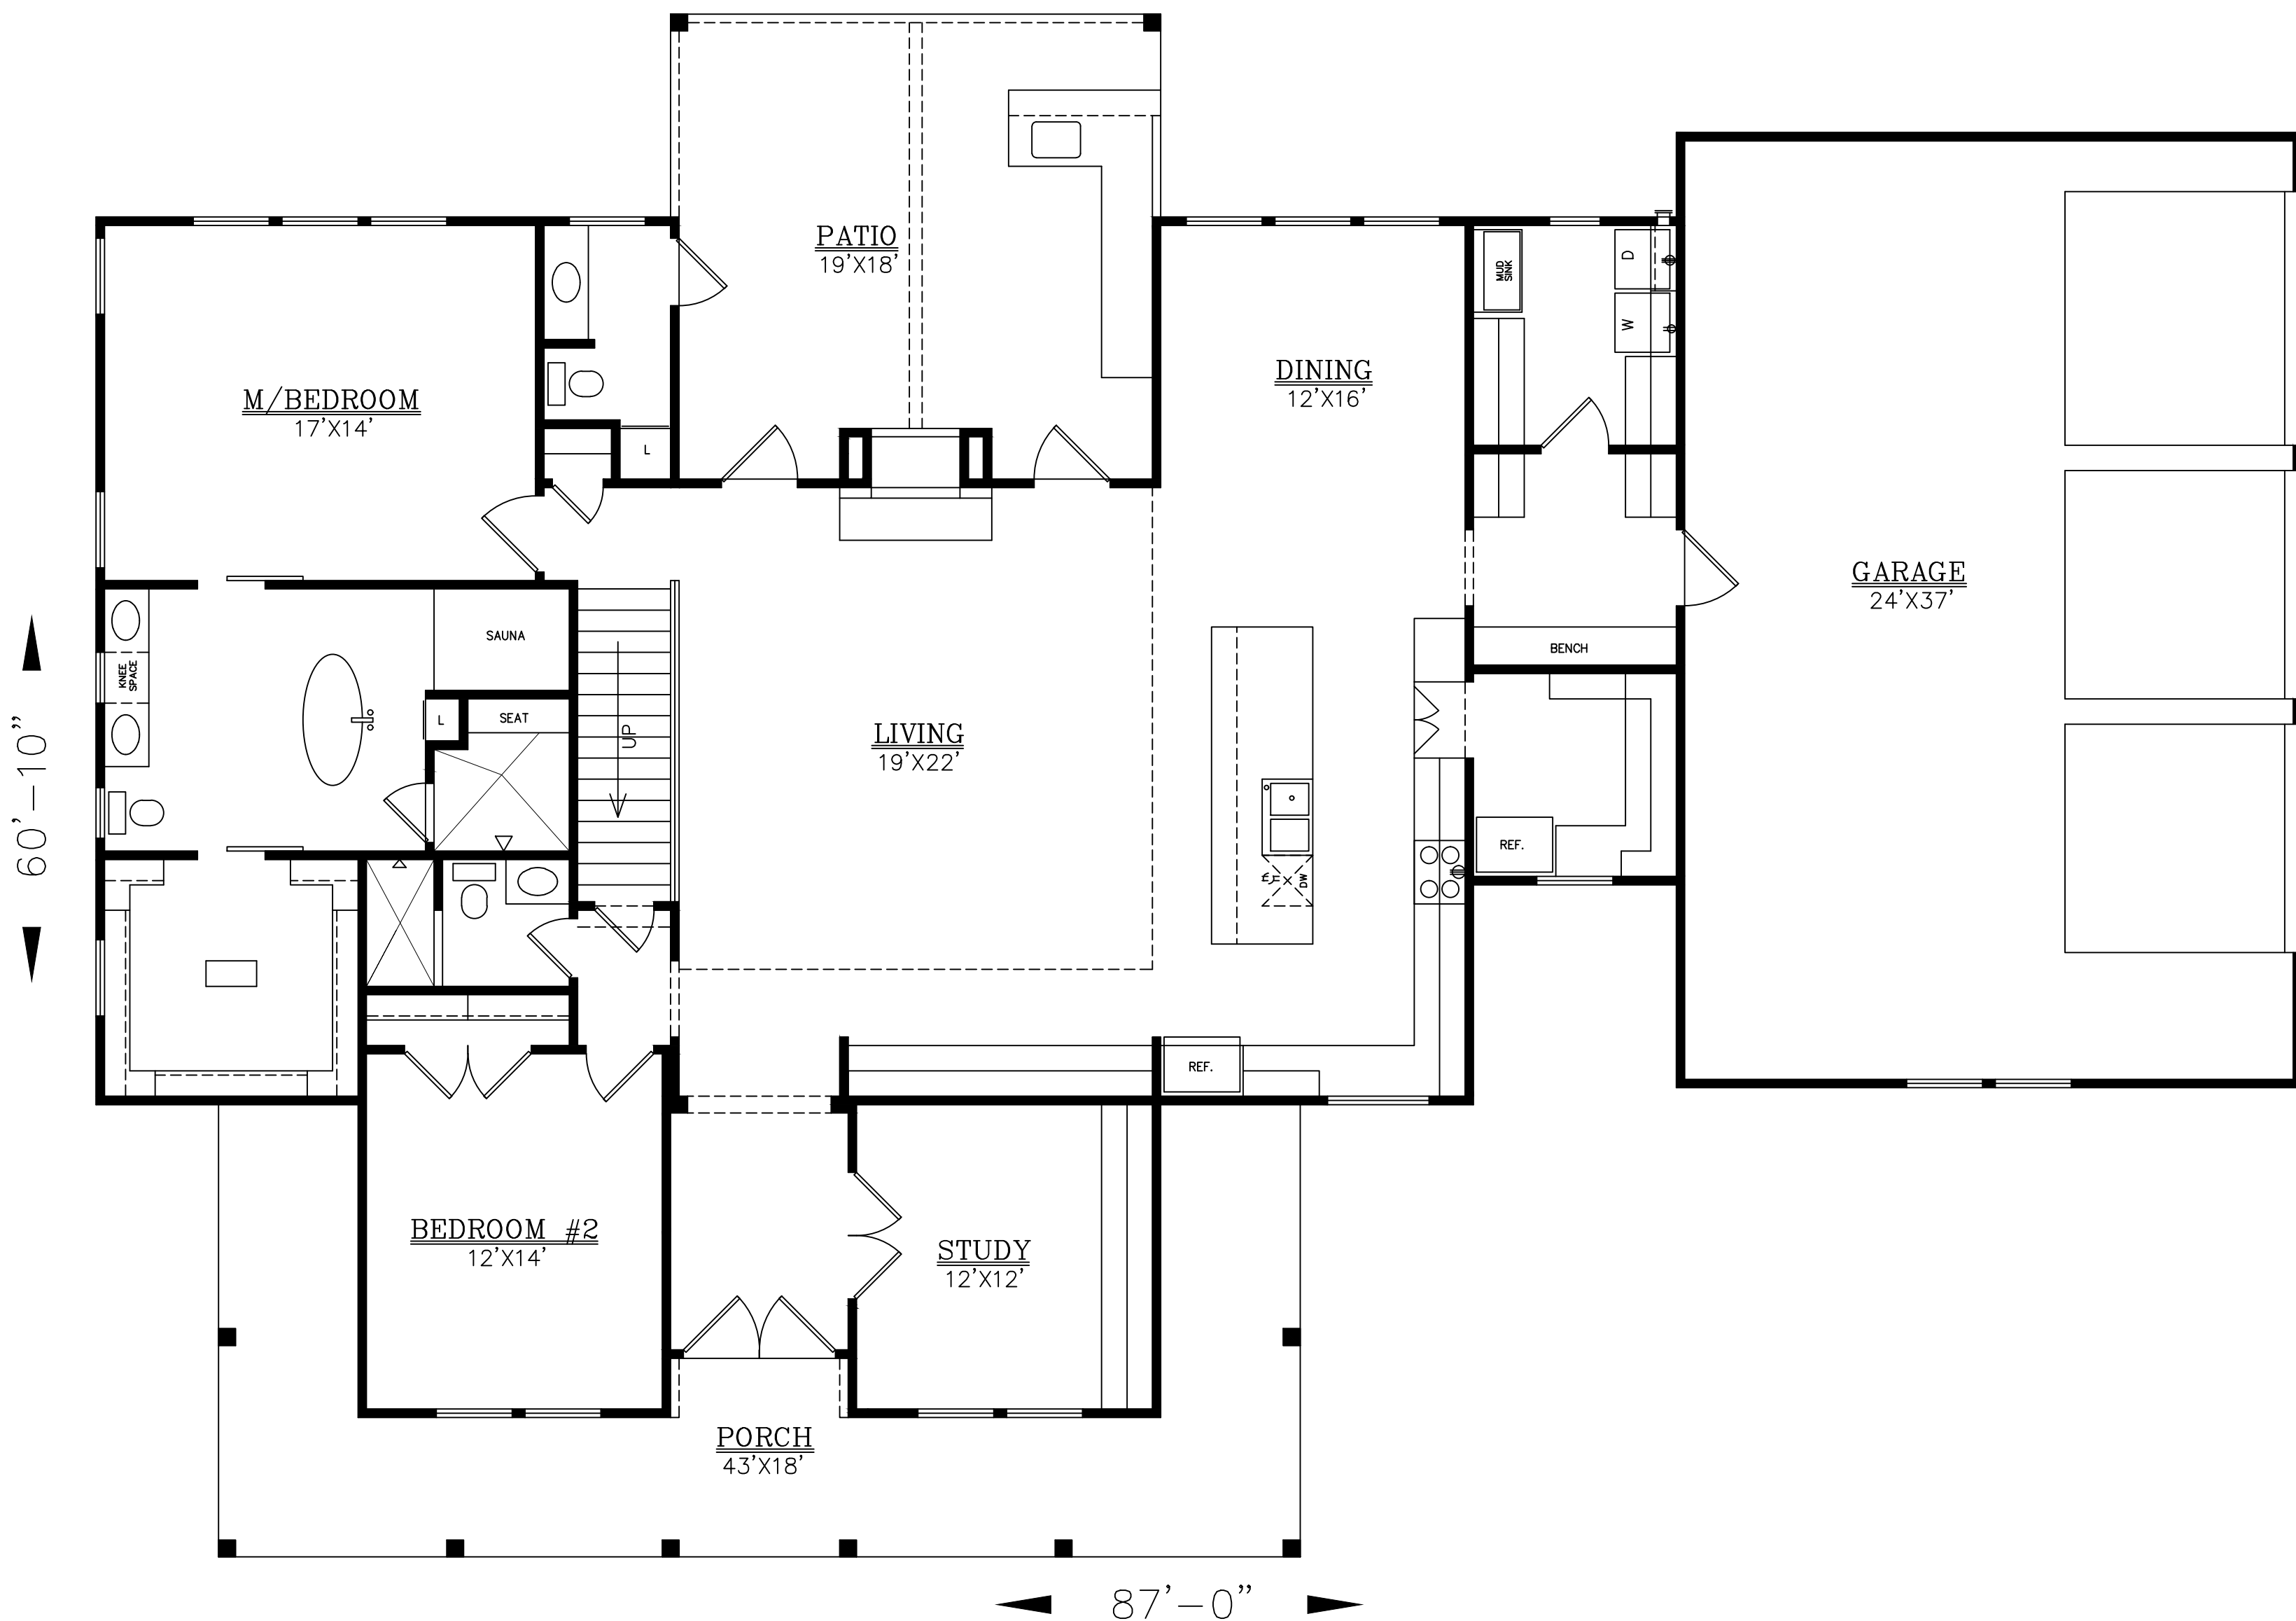 PATIO
19'X18'
MUD
SINK
D
W
DINING
12'X16'
M/BEDROOM
17'X14'
L
GARAGE
24'X37'
SAUNA
BENCH
KNEE
SPACE
L
SEAT
UP
LIVING
19'X22'
60'-10"
REF.
DW
REF.
BEDROOM #2
12'X14'
STUDY
12'X12'
PORCH
43'X18'
87'-0"